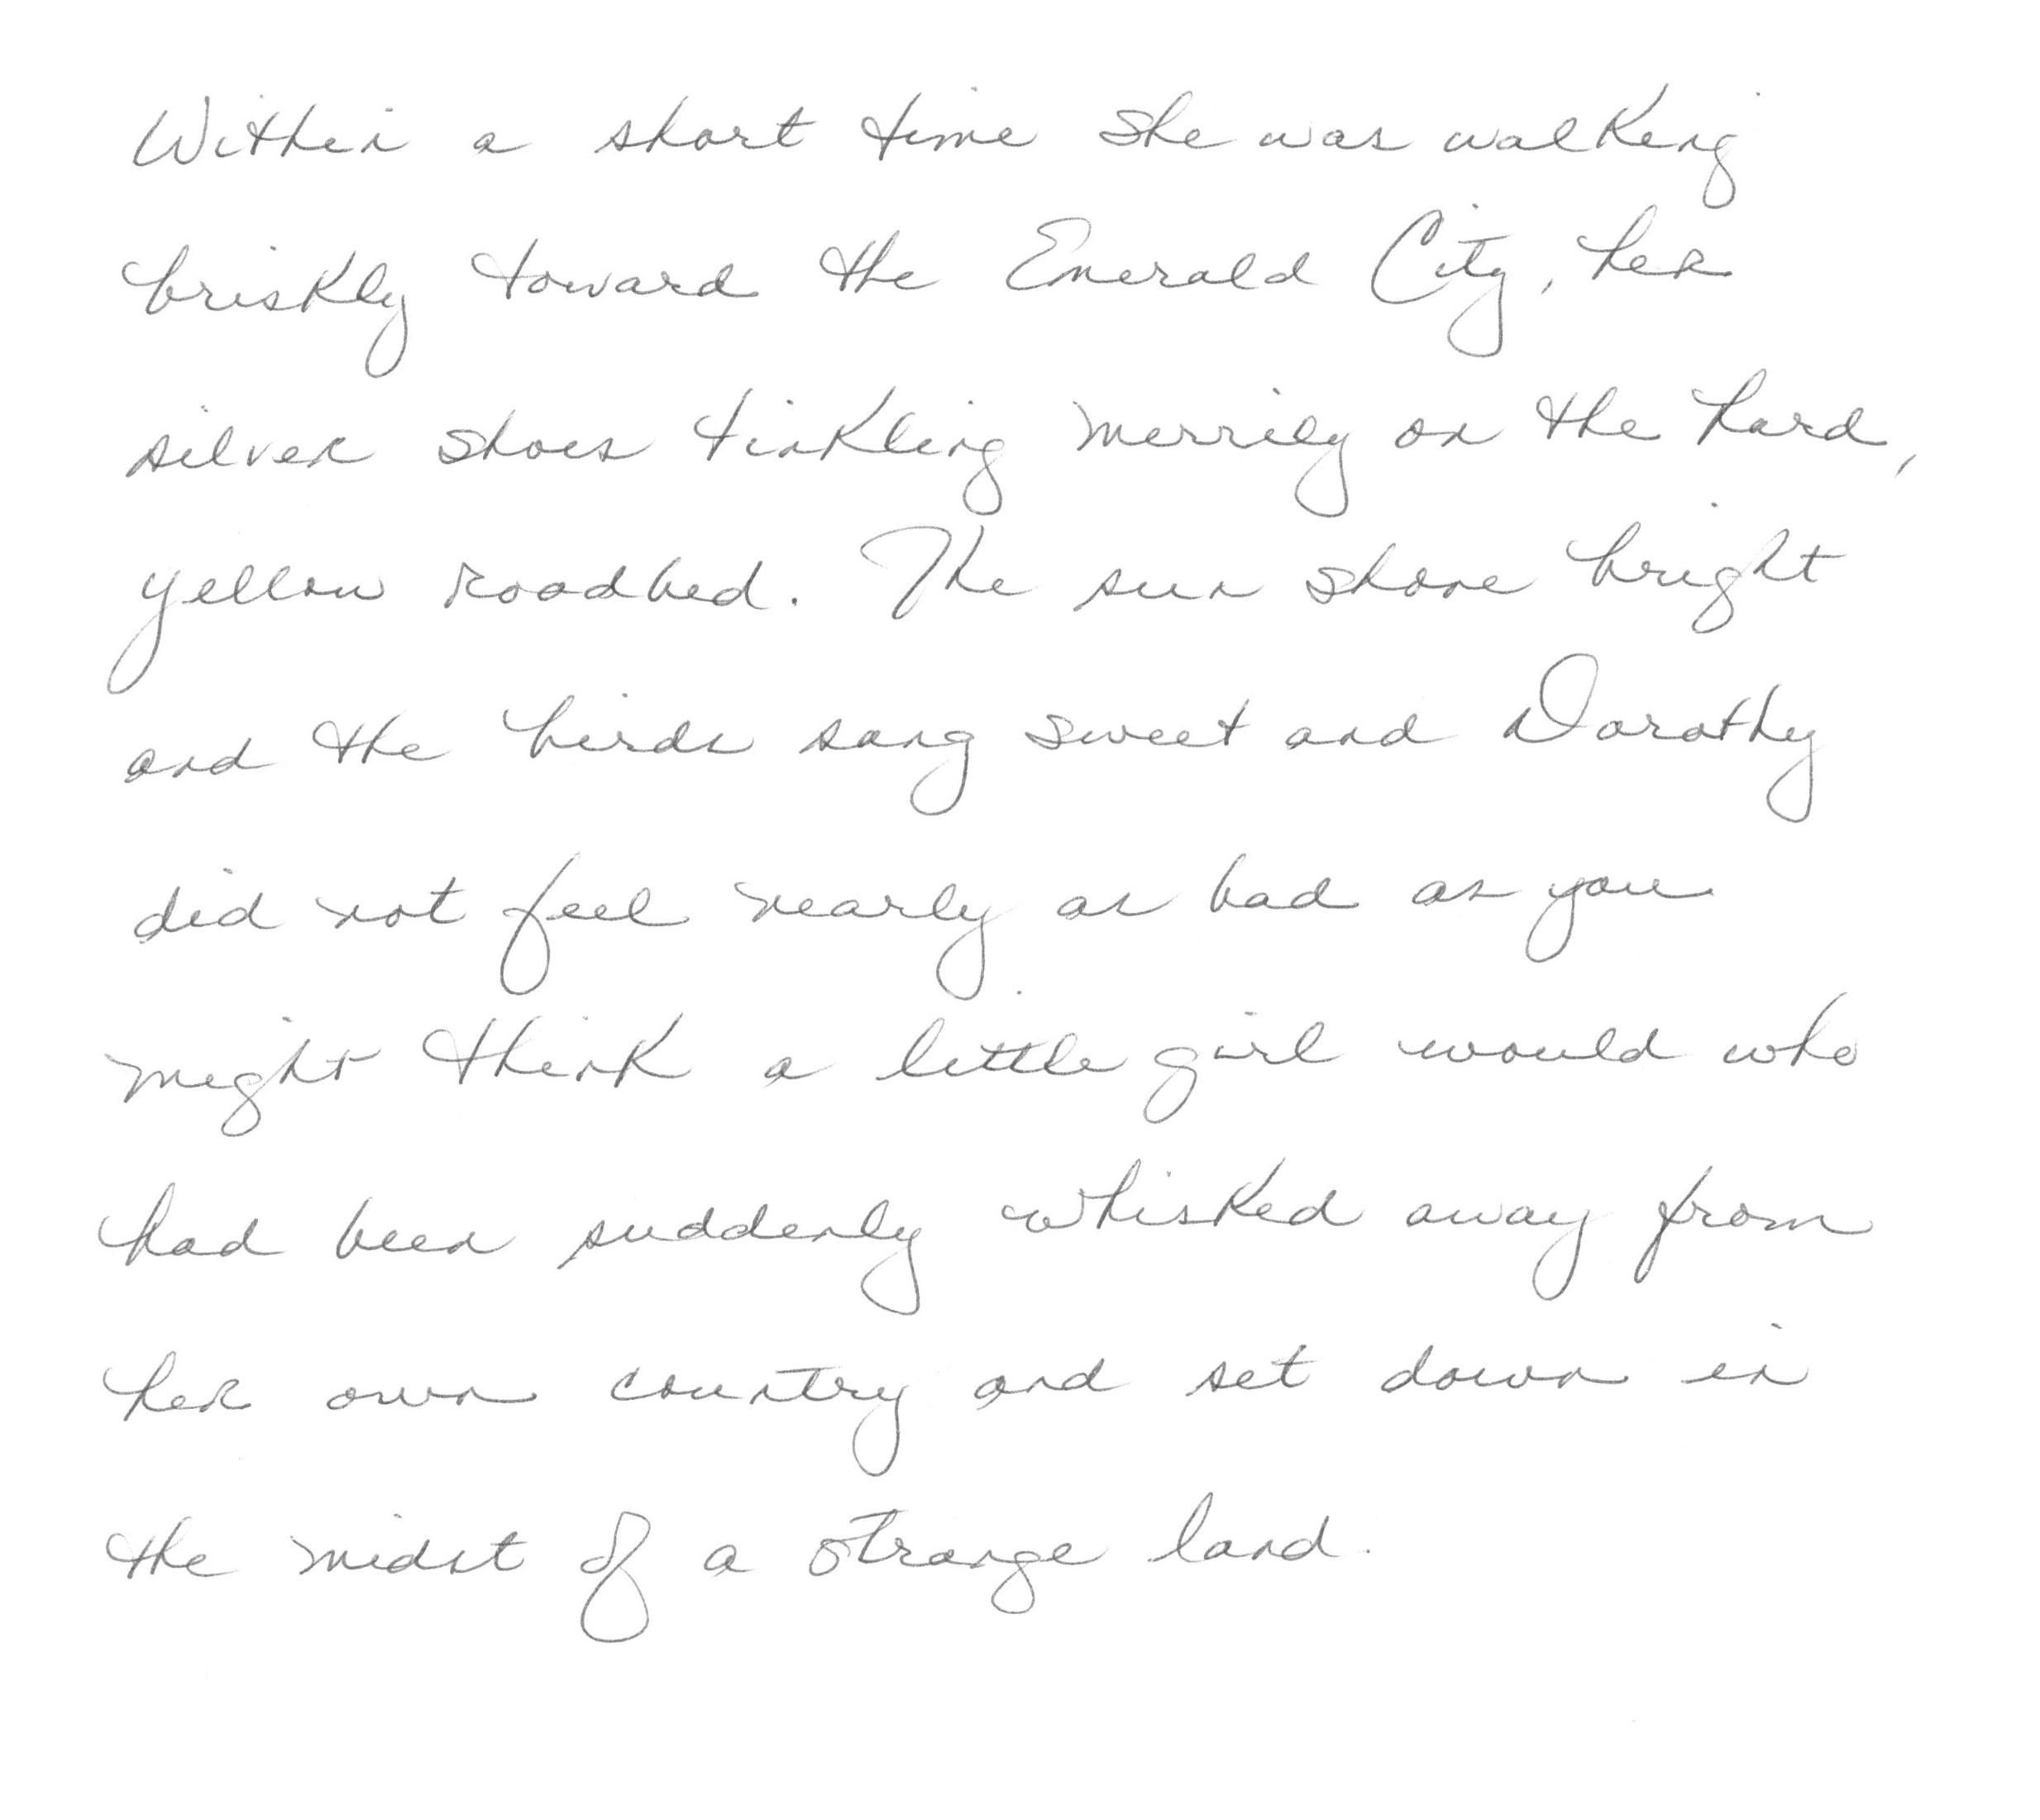 Within a short time she was walking
briskly toward the Emerald City, her
silver shoes tinkling merrily on the hard,
yellow roadbed. The sun shone bright
and the birds sang sweet and Dorothy
did not feel nearly as bad as you
might think a little girl would who
had been suddenly whisked away from
her own country and set down in
the midst of a strange land.